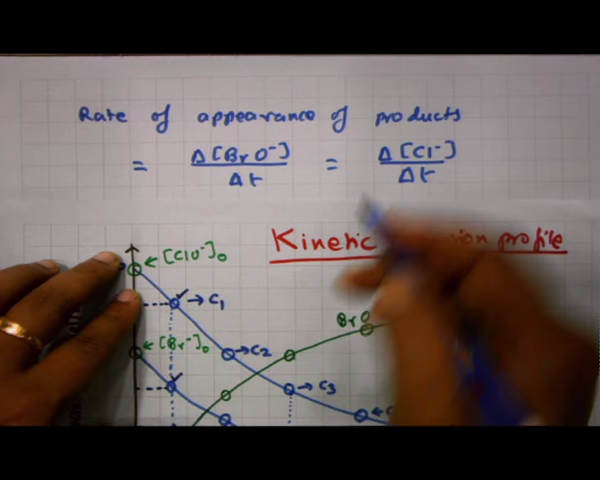 Rate of appearance of products
= Δ[BrO⁻]/Δt = Δ[Cl⁻]/Δt
Kinetic profile
[ClO⁻]₀
→ C₁
[Br⁻]₀
→ C₂
BrO
→ C₃